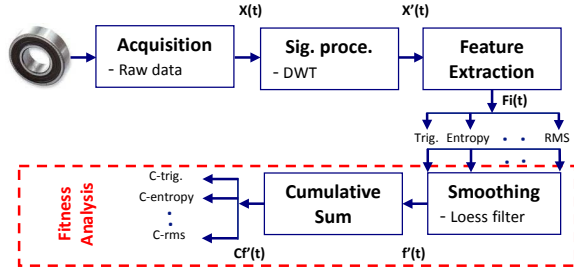 X(t)
X'(t)
Acquisition
- Raw data
Sig. proce.
- DWT
Feature
Extraction
Fi(t)
Trig. Entropy . . RMS
. .
Fitness
Analysis
C-trig.
C-entropy
.
.
C-rms
Cumulative
Sum
Smoothing
- Loess filter
Cf'(t)
f'(t)